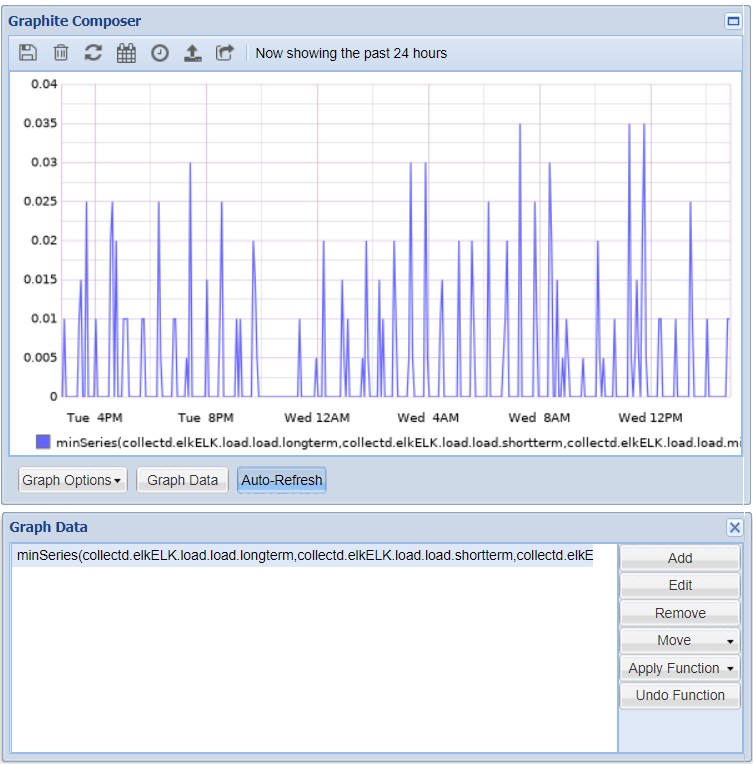 Graphite Composer
Now showing the past 24 hours
0.04
0.035
0.03
0.025
0.02
0.015
0.01
0.005
0
Tue 4PM Tue 8PM Wed 12AM Wed 4AM Wed 8AM Wed 12PM
minSeries(collectd.elkELK.load.load.longterm,collectd.elkELK.load.load.shortterm,collectd.elkELK.load.load.mi
Graph Options Graph Data Auto-Refresh
Graph Data
minSeries(collectd.elkELK.load.load.longterm,collectd.elkELK.load.load.shortterm,collectd.elkE
Add
Edit
Remove
Move
Apply Function
Undo Function